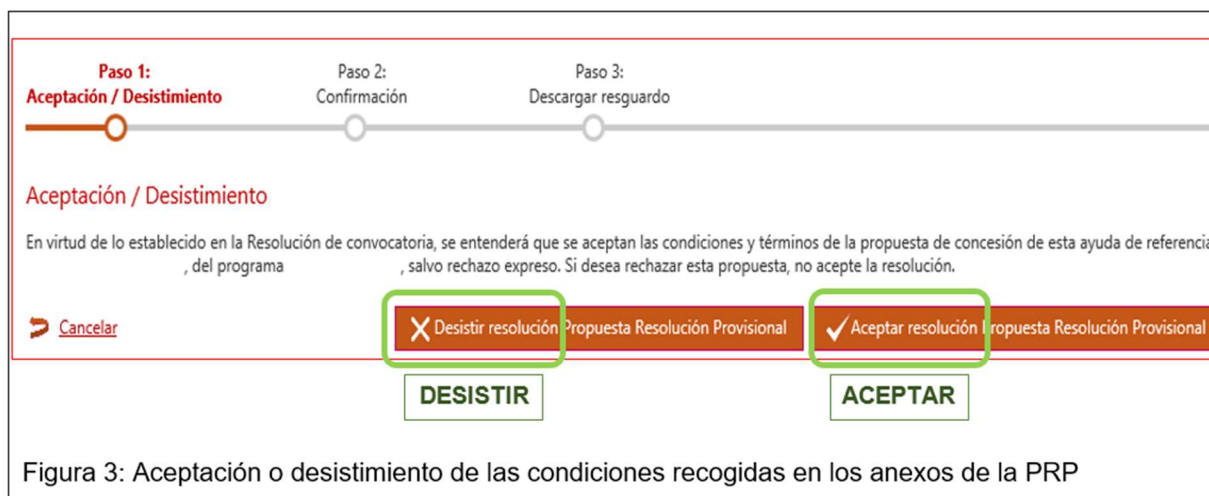 Paso 1:
Aceptación / Desistimiento
Paso 2:
Confirmación
Paso 3:
Descargar resguardo
Aceptación / Desistimiento
En virtud de lo establecido en la Resolución de convocatoria, se entenderá que se aceptan las condiciones y términos de la propuesta de concesión de esta ayuda de referencia
, del programa , salvo rechazo expreso. Si desea rechazar esta propuesta, no acepte la resolución.
Cancelar
Desistir resolución Propuesta Resolución Provisional
Aceptar resolución Propuesta Resolución Provisional
DESISTIR
ACEPTAR
Figura 3: Aceptación o desistimiento de las condiciones recogidas en los anexos de la PRP